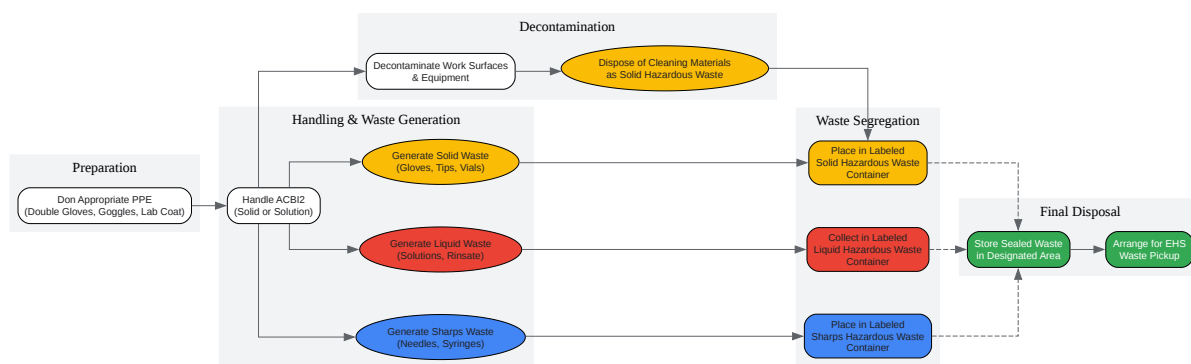 Decontamination
Decontaminate Work Surfaces
& Equipment
Dispose of Cleaning Materials
as Solid Hazardous Waste
Handling & Waste Generation
Waste Segregation
Generate Solid Waste
(Gloves, Tips, Vials)
Place in Labeled
Solid Hazardous Waste
Container
Preparation
Don Appropriate PPE
(Double Gloves, Goggles, Lab Coat)
Handle ACBI2
(Solid or Solution)
Generate Liquid Waste
(Solutions, Rinsate)
Collect in Labeled
Liquid Hazardous Waste
Container
Final Disposal
Store Sealed Waste
in Designated Area
Arrange for EHS
Waste Pickup
Generate Sharps Waste
(Needles, Syringes)
Place in Labeled
Sharps Hazardous Waste
Container